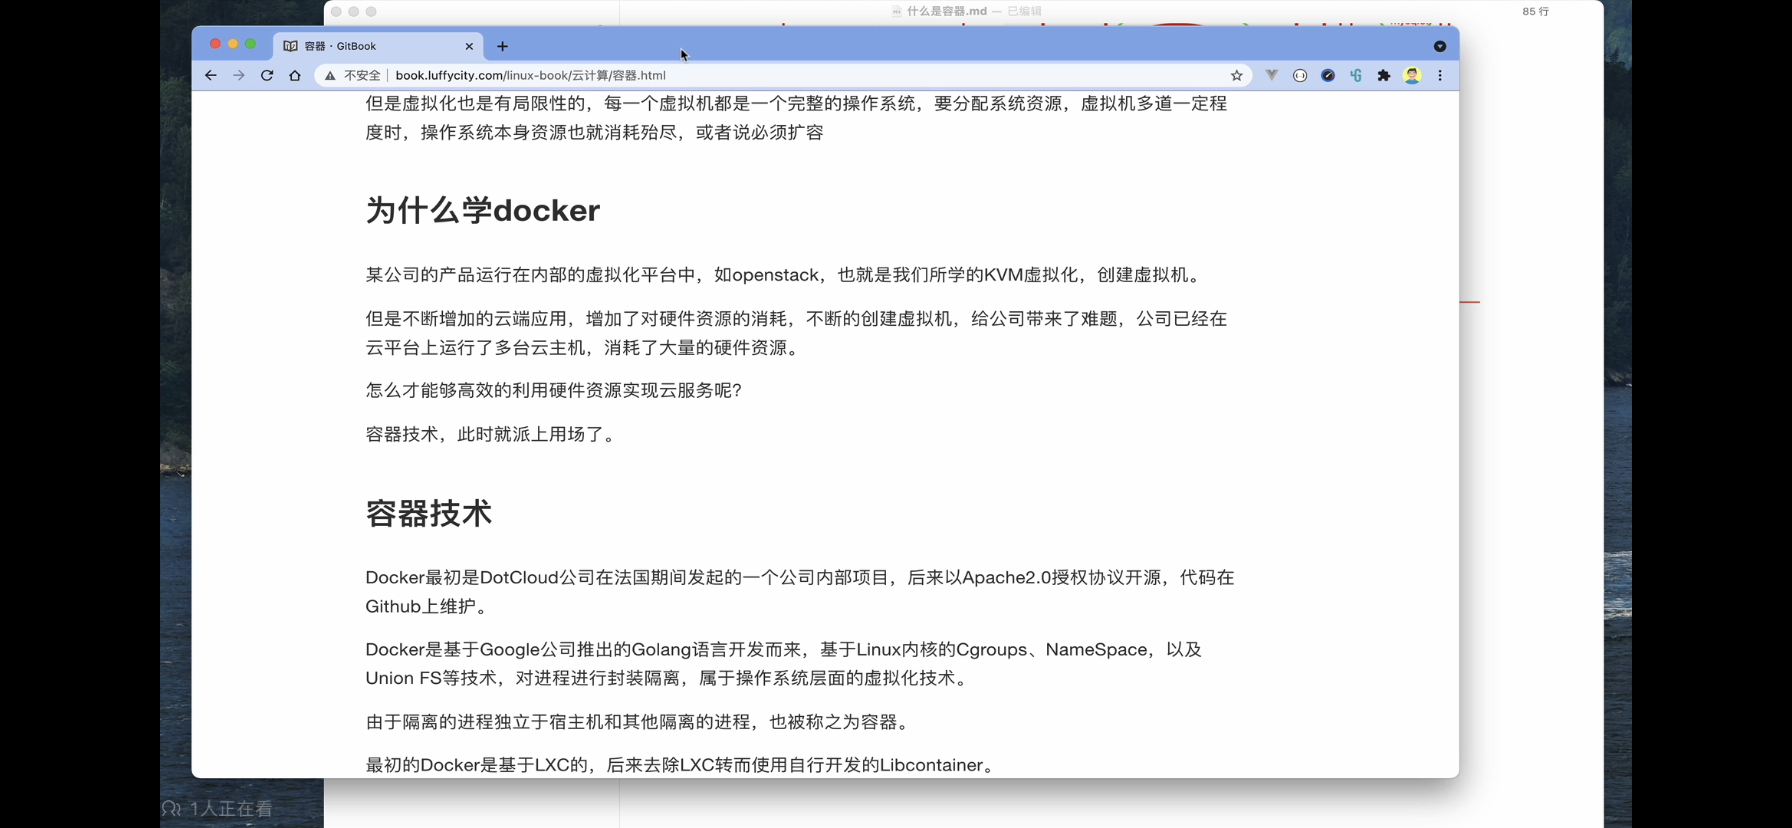 什么是容器.md — 已编辑
85 行
容器 · GitBook
不安全
book.luffycity.com/linux-book/云计算/容器.html
但是虚拟化也是有局限性的，每一个虚拟机都是一个完整的操作系统，要分配系统资源，虚拟机多道一定程
度时，操作系统本身资源也就消耗殆尽，或者说必须扩容
为什么学docker
某公司的产品运行在内部的虚拟化平台中，如openstack，也就是我们所学的KVM虚拟化，创建虚拟机。
但是不断增加的云端应用，增加了对硬件资源的消耗，不断的创建虚拟机，给公司带来了难题，公司已经在
云平台上运行了多台云主机，消耗了大量的硬件资源。
怎么才能够高效的利用硬件资源实现云服务呢？
容器技术，此时就派上用场了。
容器技术
Docker最初是DotCloud公司在法国期间发起的一个公司内部项目，后来以Apache2.0授权协议开源，代码在
Github上维护。
Docker是基于Google公司推出的Golang语言开发而来，基于Linux内核的Cgroups、NameSpace，以及
Union FS等技术，对进程进行封装隔离，属于操作系统层面的虚拟化技术。
由于隔离的进程独立于宿主机和其他隔离的进程，也被称之为容器。
最初的Docker是基于LXC的，后来去除LXC转而使用自行开发的Libcontainer。
1人正在看